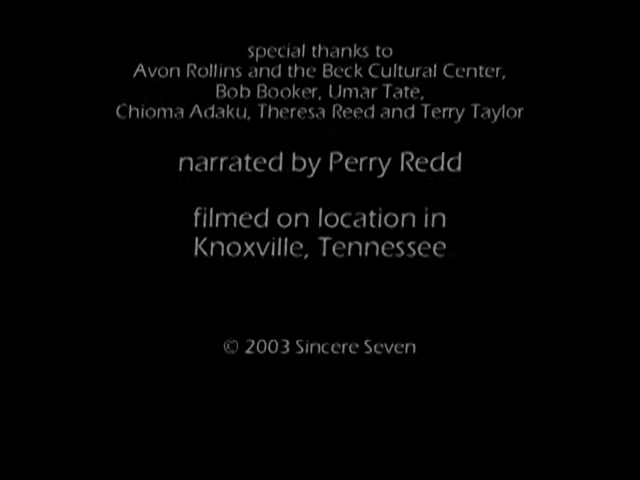 special thanks to
Avon Rollins and the Beck Cultural Center,
Bob Booker, Umar Tate,
Chioma Adaku, Theresa Reed and Terry Taylor
narrated by Perry Redd
filmed on location in
Knoxville, Tennessee
© 2003 Sincere Seven